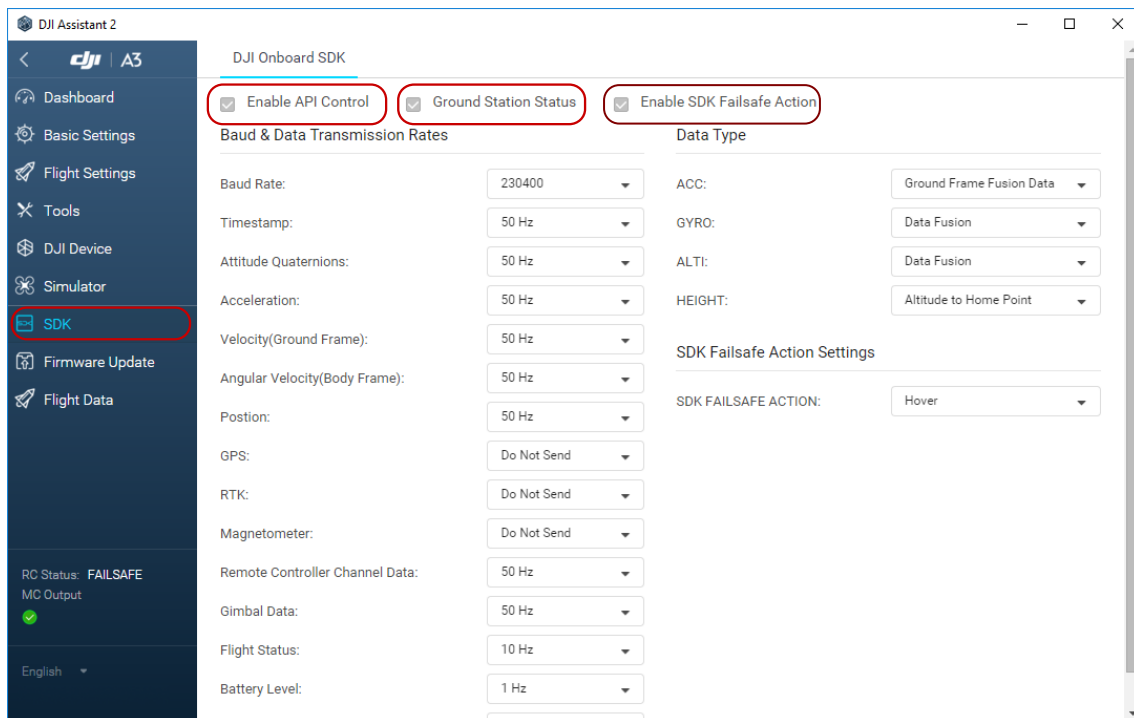 DJI Assistant 2
dji A3
Dashboard
Basic Settings
Flight Settings
Tools
DJI Device
Simulator
SDK
Firmware Update
Flight Data
RC Status: FAILSAFE
MC Output
English
DJI Onboard SDK
Enable API Control Ground Station Status Enable SDK Failsafe Action
Baud & Data Transmission Rates
Baud Rate: 230400
Timestamp: 50 Hz
Attitude Quaternions: 50 Hz
Acceleration: 50 Hz
Velocity(Ground Frame): 50 Hz
Angular Velocity(Body Frame): 50 Hz
Postion: 50 Hz
GPS: Do Not Send
RTK: Do Not Send
Magnetometer: Do Not Send
Remote Controller Channel Data: 50 Hz
Gimbal Data: 50 Hz
Flight Status: 10 Hz
Battery Level: 1 Hz
Data Type
ACC: Ground Frame Fusion Data
GYRO: Data Fusion
ALTI: Data Fusion
HEIGHT: Altitude to Home Point
SDK Failsafe Action Settings
SDK FAILSAFE ACTION: Hover